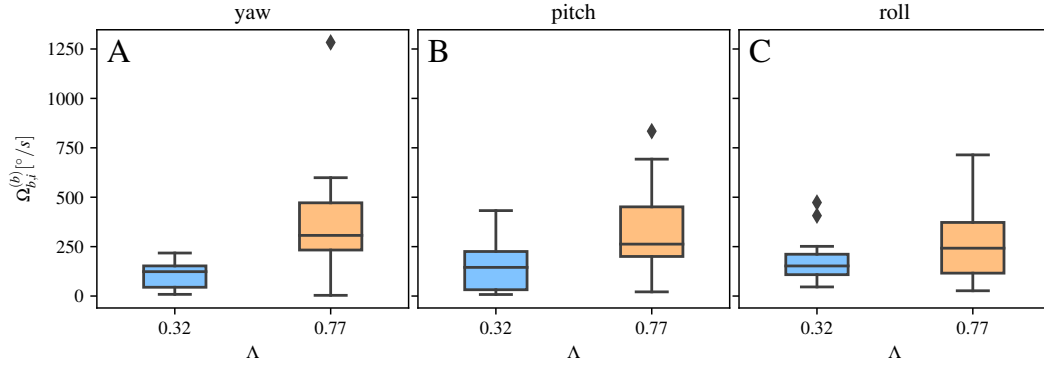 yaw pitch roll
A B C
1250
1000
750
500
250
0
Ω_{b,i}^{(b)} [°/s]
0.32 0.77 0.32 0.77 0.32 0.77
Λ Λ Λ